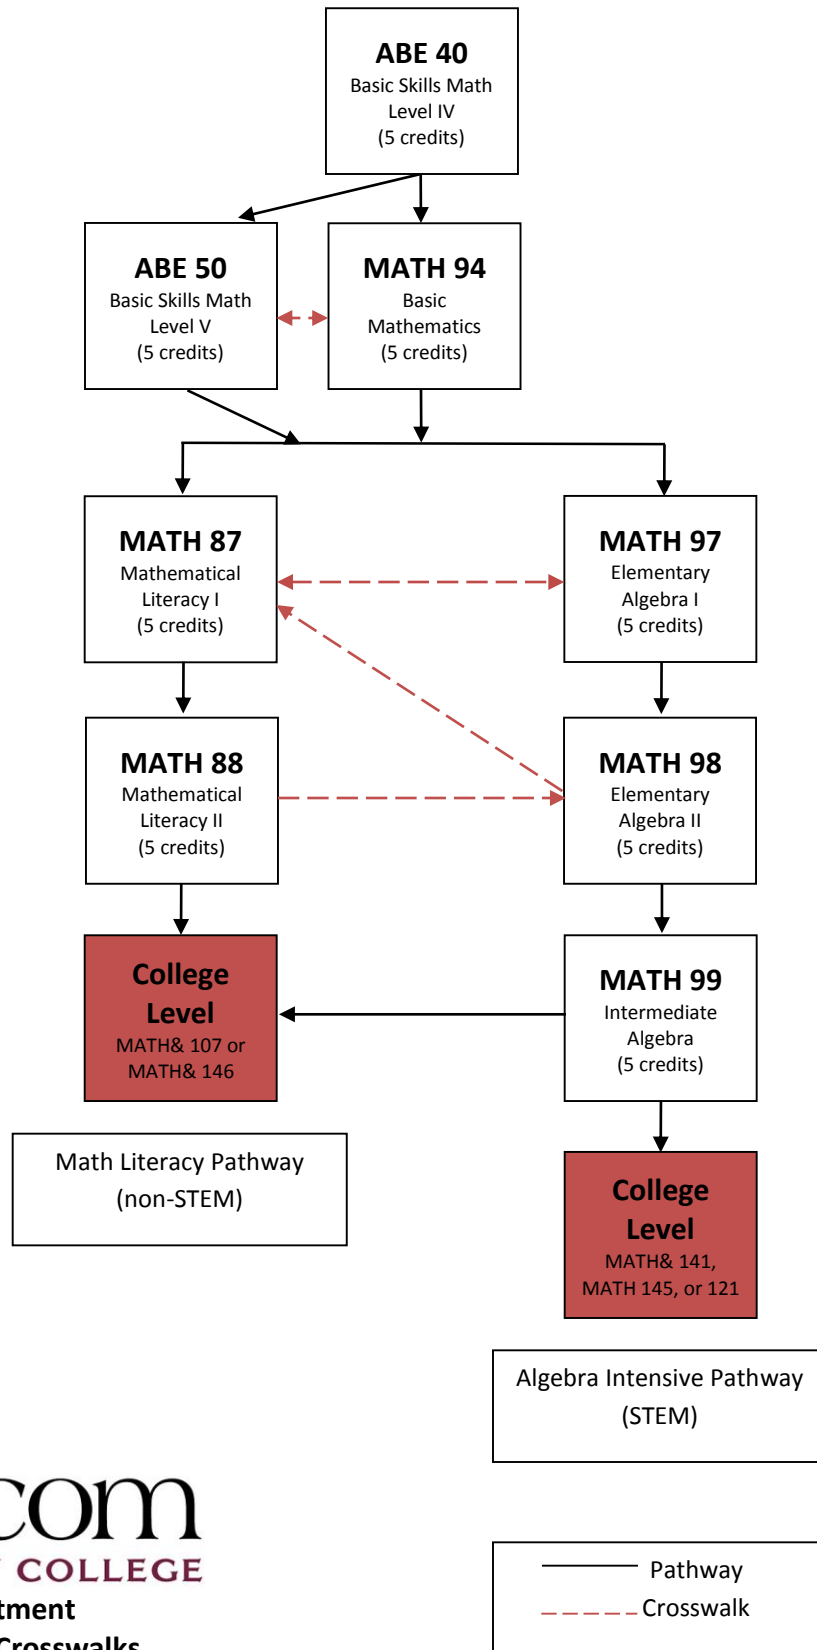 ABE 40
Basic Skills Math
Level IV
(5 credits)
ABE 50
Basic Skills Math
Level V
(5 credits)
MATH 94
Basic
Mathematics
(5 credits)
MATH 87
Mathematical
Literacy I
(5 credits)
MATH 97
Elementary
Algebra I
(5 credits)
MATH 88
Mathematical
Literacy II
(5 credits)
MATH 98
Elementary
Algebra II
(5 credits)
College
Level
MATH& 107 or
MATH& 146
MATH 99
Intermediate
Algebra
(5 credits)
Math Literacy Pathway
(non-STEM)
College
Level
MATH& 141,
MATH 145, or 121
Algebra Intensive Pathway
(STEM)
com
COLLEGE
tment
Crosswalks
Pathway
Crosswalk